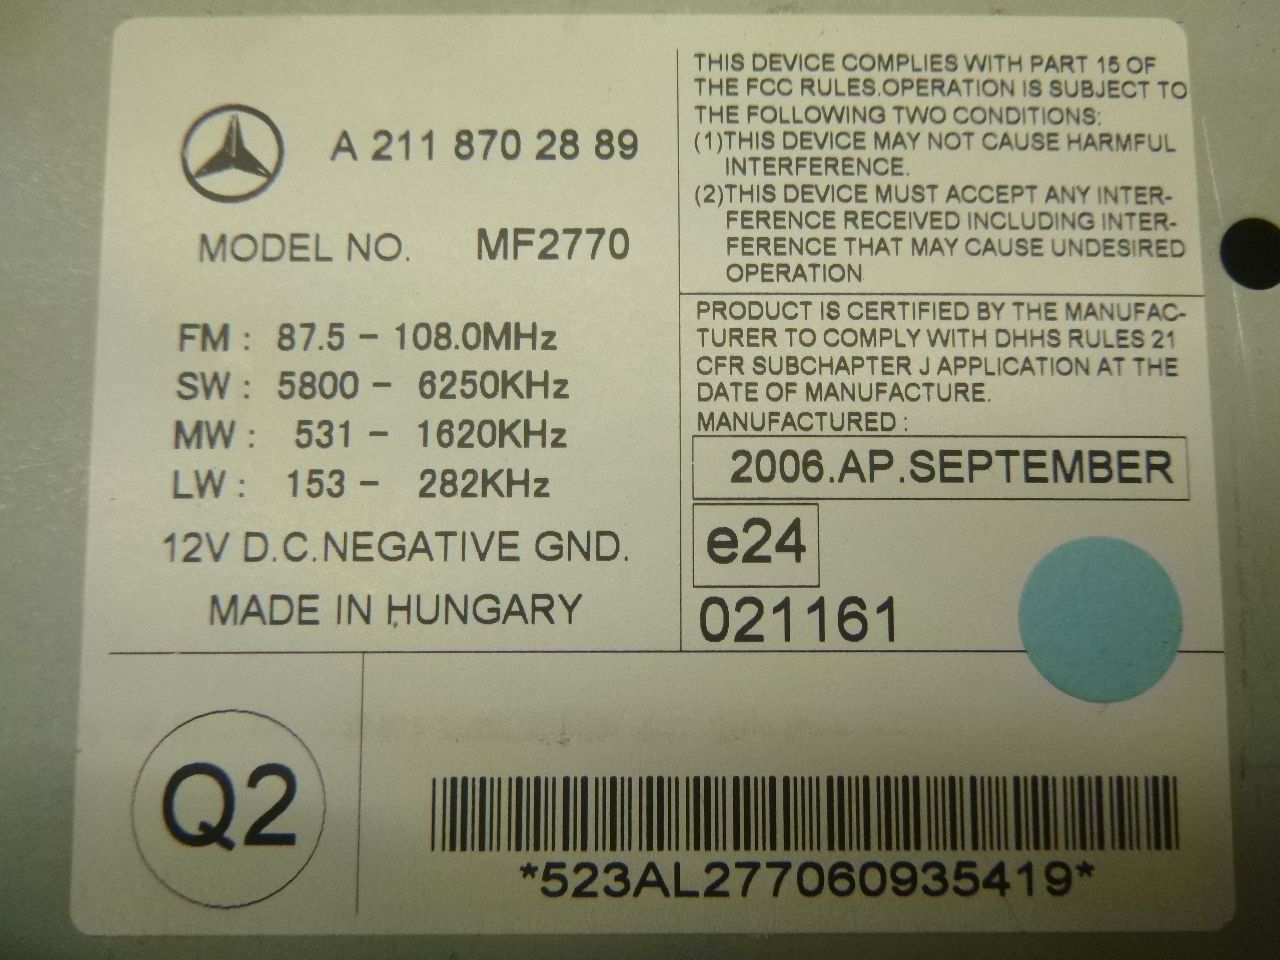 A 211 870 28 89
MODEL NO. MF2770
FM : 87.5 - 108.0MHz
SW : 5800 - 6250KHz
MW : 531 - 1620KHz
LW : 153 - 282KHz
12V D.C.NEGATIVE GND.
MADE IN HUNGARY
THIS DEVICE COMPLIES WITH PART 15 OF
THE FCC RULES.OPERATION IS SUBJECT TO
THE FOLLOWING TWO CONDITIONS:
(1)THIS DEVICE MAY NOT CAUSE HARMFUL
INTERFERENCE.
(2)THIS DEVICE MUST ACCEPT ANY INTER-
FERENCE RECEIVED INCLUDING INTER-
FERENCE THAT MAY CAUSE UNDESIRED
OPERATION
PRODUCT IS CERTIFIED BY THE MANUFAC-
TURER TO COMPLY WITH DHHS RULES 21
CFR SUBCHAPTER J APPLICATION AT THE
DATE OF MANUFACTURE.
MANUFACTURED :
2006.AP.SEPTEMBER
e24
021161
Q2
*523AL277060935419*